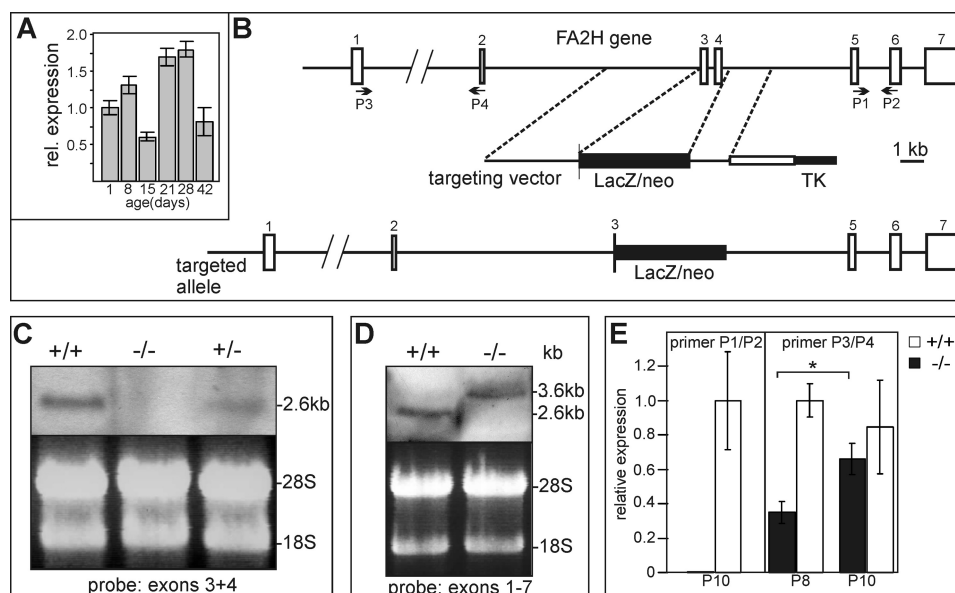 A
rel. expression
2.0
1.5
1.0
0.5
1 8 15 21 28 42
age(days)
B
FA2H gene
1 2 3 4 5 6 7
P3 P4 P1 P2
1 kb
targeting vector LacZ/neo TK
1 2 3 5 6 7
targeted
allele
LacZ/neo
C
+/+ -/- +/-
-2.6kb
-28S
-18S
probe: exons 3+4
D
+/+ -/- kb
-3.6kb
-2.6kb
-28S
-18S
probe: exons 1-7
E
primer P1/P2 primer P3/P4
+/+
-/-
*
relative expression
1.2
1.0
0.8
0.6
0.4
0.2
0
P10 P8 P10